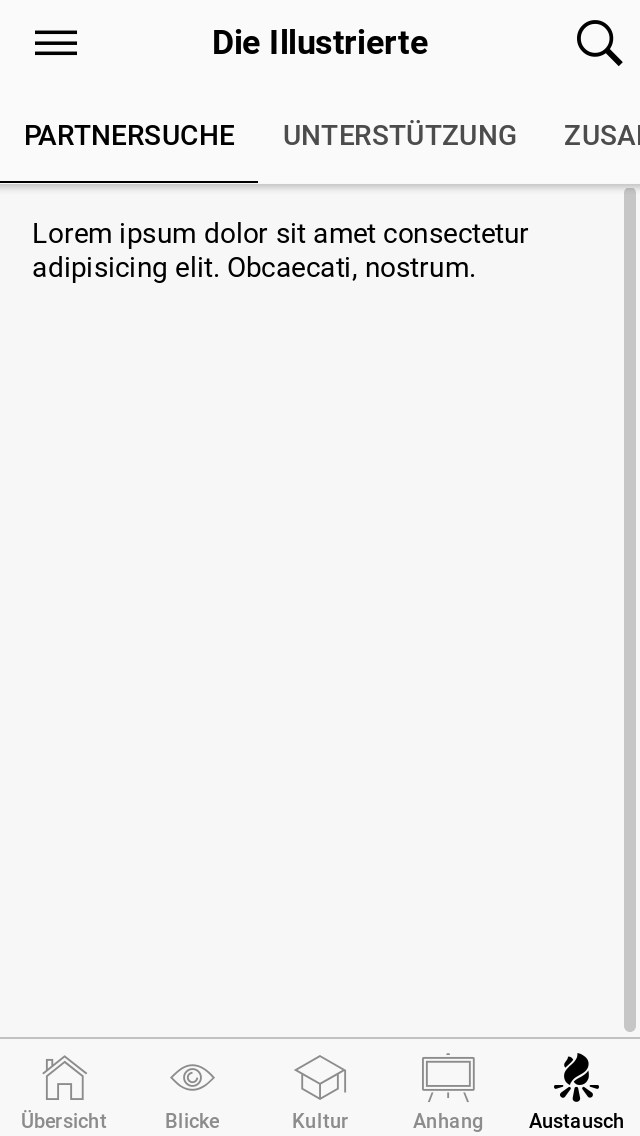 Die Illustrierte
PARTNERSUCHE UNTERSTÜTZUNG
Lorem ipsum dolor sit amet consectetur
adipisicing elit. Obcaecati, nostrum.
Übersicht Blicke Kultur Anhang Austausch